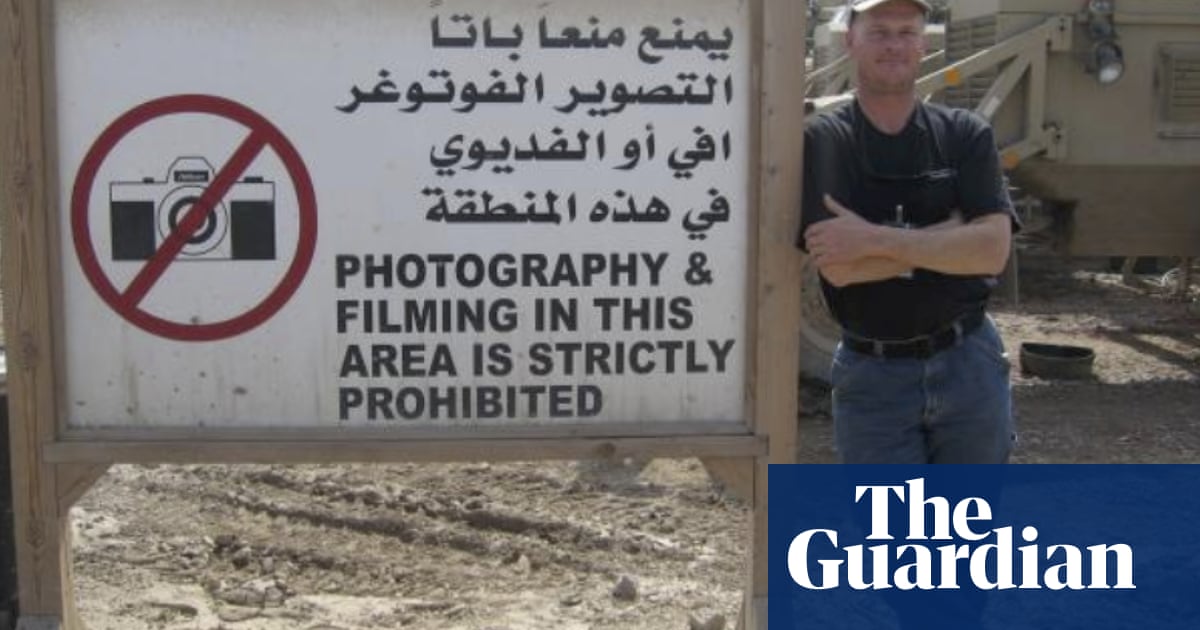 يمنع منعاً باتاً
التصوير الفوتوغر
افي أو الفديوي
في هذه المنطقة
PHOTOGRAPHY &
FILMING IN THIS
AREA IS STRICTLY
PROHIBITED
The
Guardian